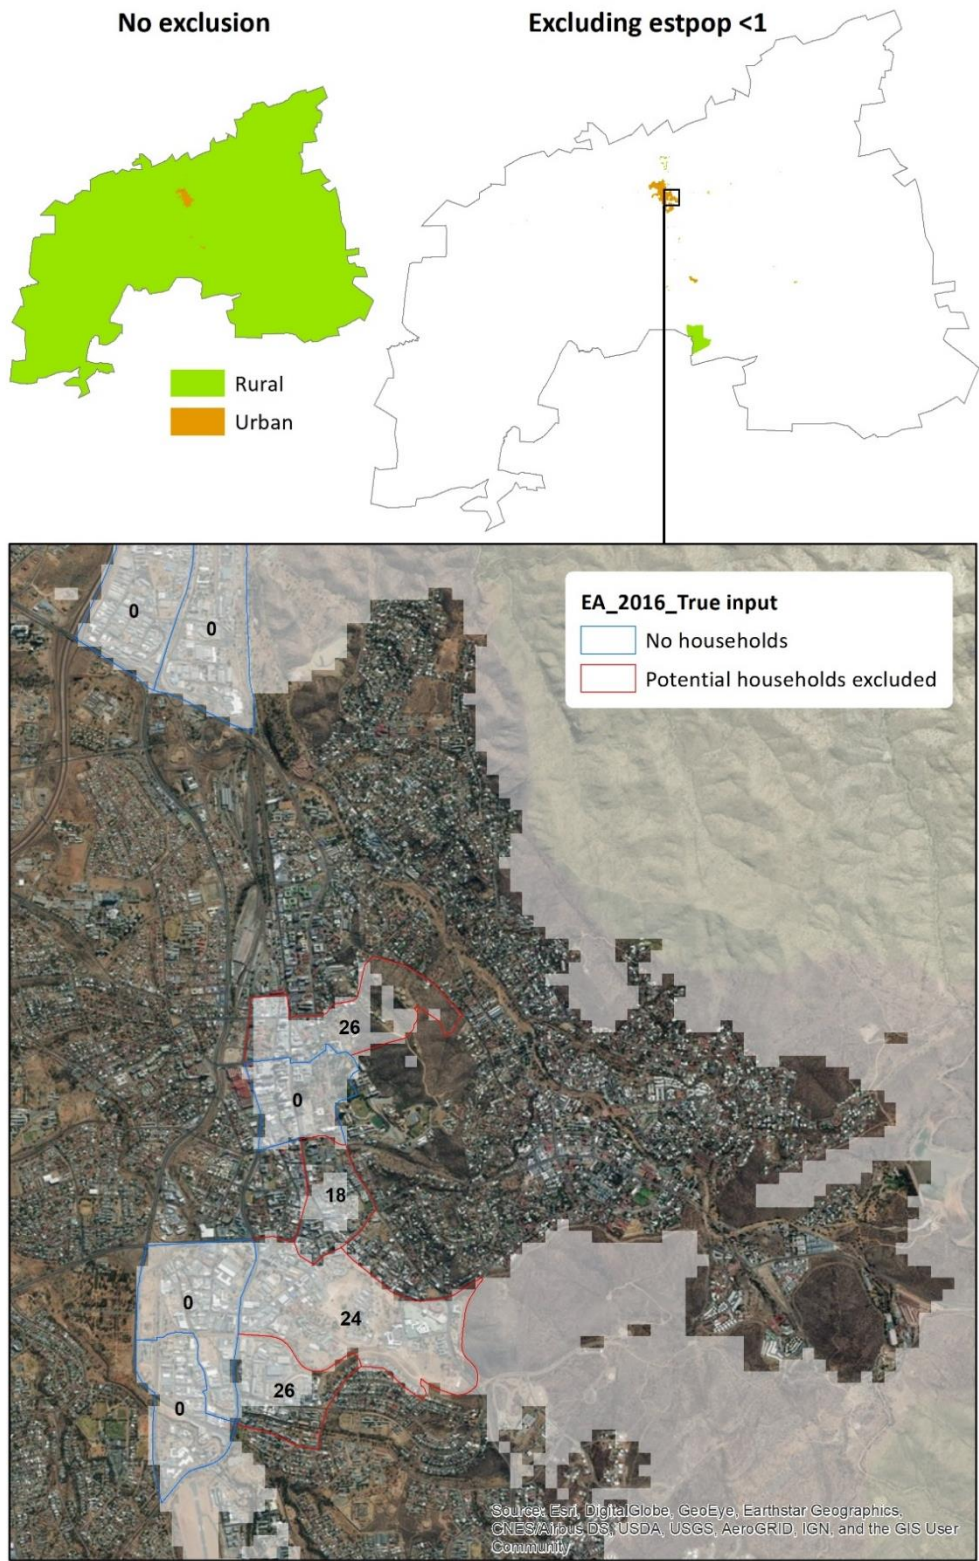 No exclusion
Excluding estpop <1
Rural
Urban
EA_2016_True input
No households
Potential households excluded
0
0
26
0
18
0
24
26
0
Source: Esri, DigitalGlobe, GeoEye, Earthstar Geographics,
CNES/Airbus DS, USDA, USGS, AeroGRID, IGN, and the GIS User
Community